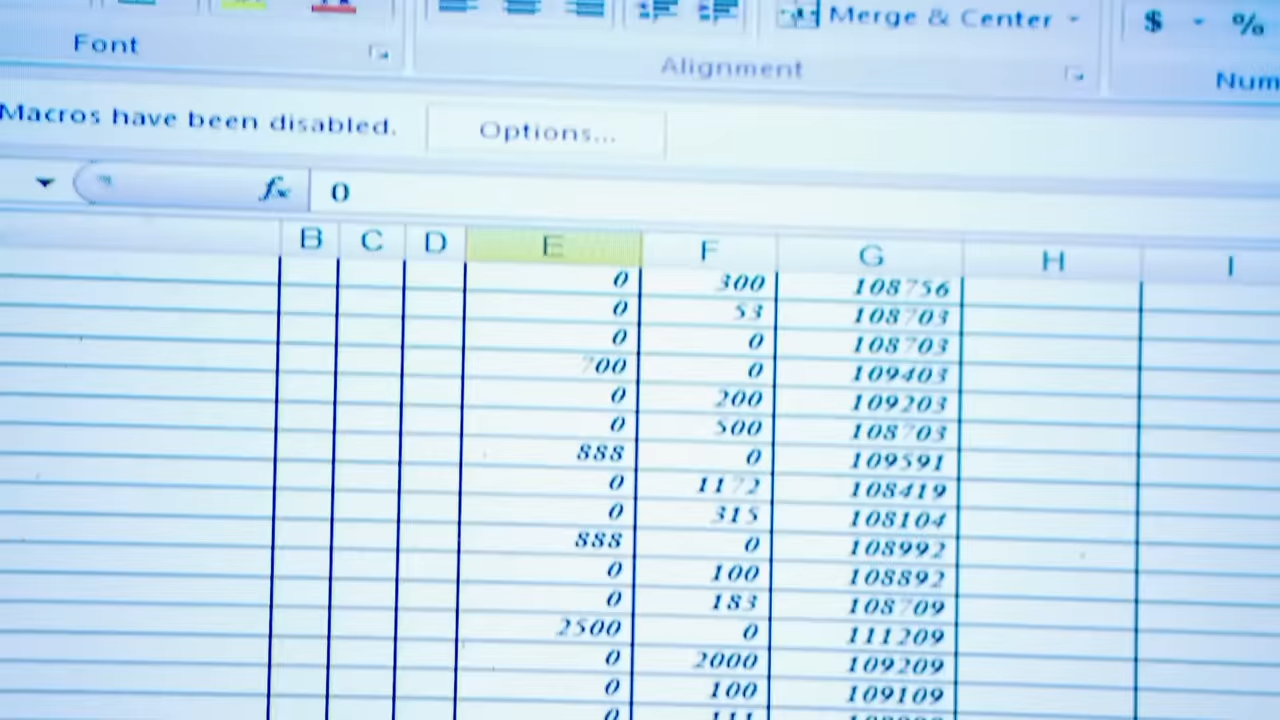 Merge & Center $ %
Font Alignment Num
Macros have been disabled. Options...
fx 0
B C D E F G H I
0 300 108756
0 53 108703
0 0 108703
700 0 109403
0 200 109203
0 500 108703
888 0 109591
0 1172 108419
0 315 108104
888 0 108992
0 100 108892
0 183 108709
2500 0 111209
0 2000 109209
0 100 109109
0 111